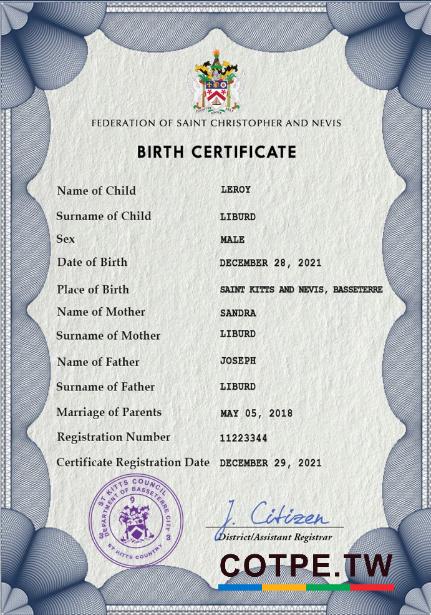 FEDERATION OF SAINT CHRISTOPHER AND NEVIS
BIRTH CERTIFICATE
Name of Child LEROY
Surname of Child LIBURD
Sex MALE
Date of Birth DECEMBER 28, 2021
Place of Birth SAINT KITTS AND NEVIS, BASSETERRE
Name of Mother SANDRA
Surname of Mother LIBURD
Name of Father JOSEPH
Surname of Father LIBURD
Marriage of Parents MAY 05, 2018
Registration Number 11223344
Certificate Registration Date DECEMBER 29, 2021
ST KITTS COUNCIL
DEPARTMENT OF BASSETERRE CITY
9
ST KITTS COUNTRY
J. Citizen
District/Assistant Registrar
COTPE.TW